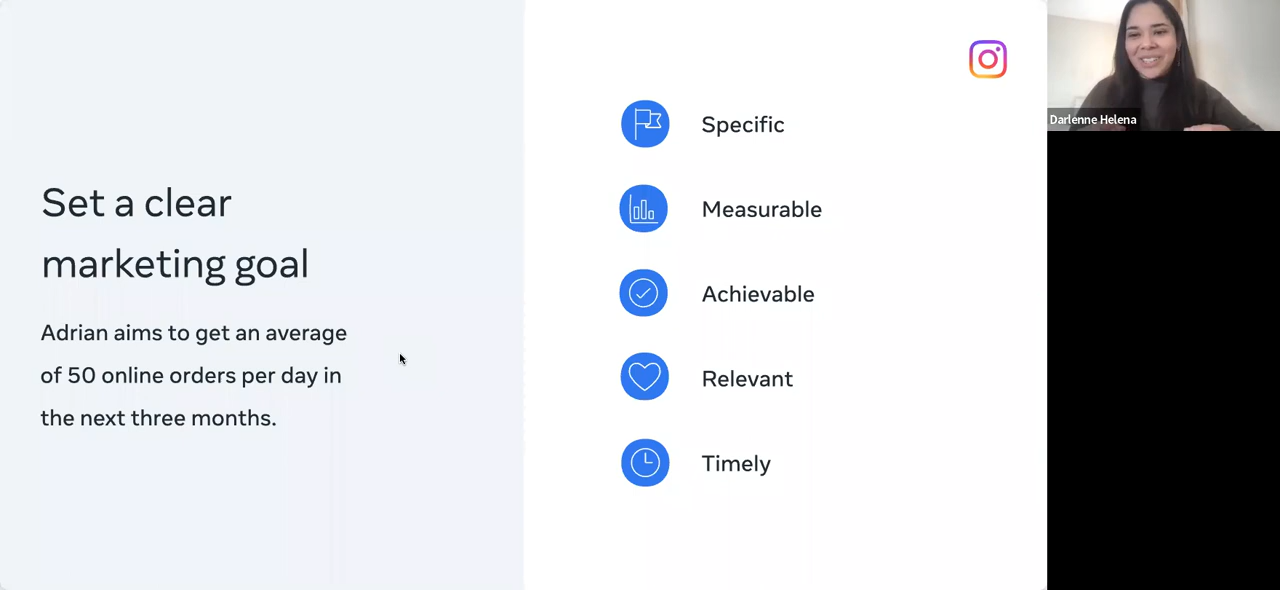 Set a clear
marketing goal
Adrian aims to get an average
of 50 online orders per day in
the next three months.
Specific
Measurable
Achievable
Relevant
Timely
Darlenne Helena